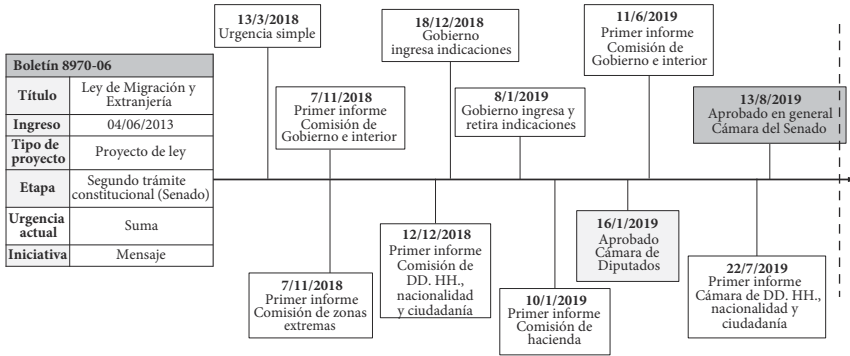 Boletín 8970-06
Título
Ley de Migración y
Extranjería
Ingreso
04/06/2013
Tipo de
proyecto
Proyecto de ley
Etapa
Segundo trámite
constitucional (Senado)
Urgencia
actual
Suma
Iniciativa
Mensaje
13/3/2018
Urgencia simple
7/11/2018
Primer informe
Comisión de
Gobierno e interior
7/11/2018
Primer informe
Comisión de zonas
extremas
12/12/2018
Primer informe
Comisión de
DD. HH.,
nacionalidad
y ciudadanía
18/12/2018
Gobierno
ingresa indicaciones
8/1/2019
Gobierno ingresa y
retira indicaciones
10/1/2019
Primer informe
Comisión de
hacienda
16/1/2019
Aprobado
Cámara de
Diputados
11/6/2019
Primer informe
Comisión de
Gobierno e interior
22/7/2019
Primer informe
Cámara de DD. HH.,
nacionalidad y
ciudadanía
13/8/2019
Aprobado en general
Cámara del Senado